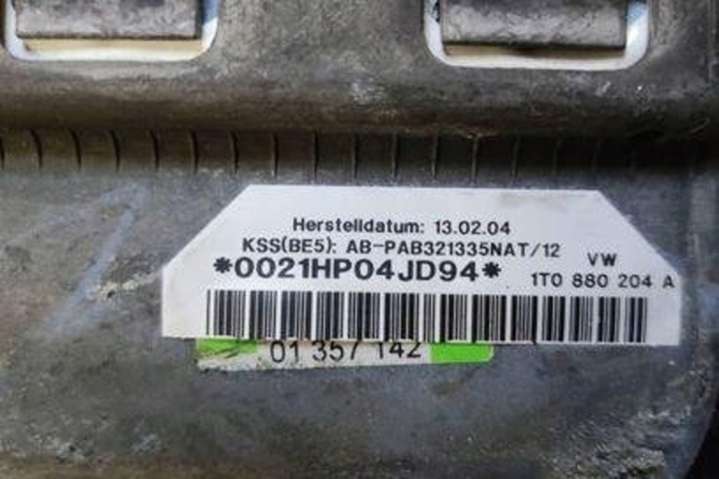 Herstelldatum: 13.02.04
KSS(BE5): AB-PAB321335NAT/12
VW
*0021HP04JD94*
1T0 880 204 A
01 357 142